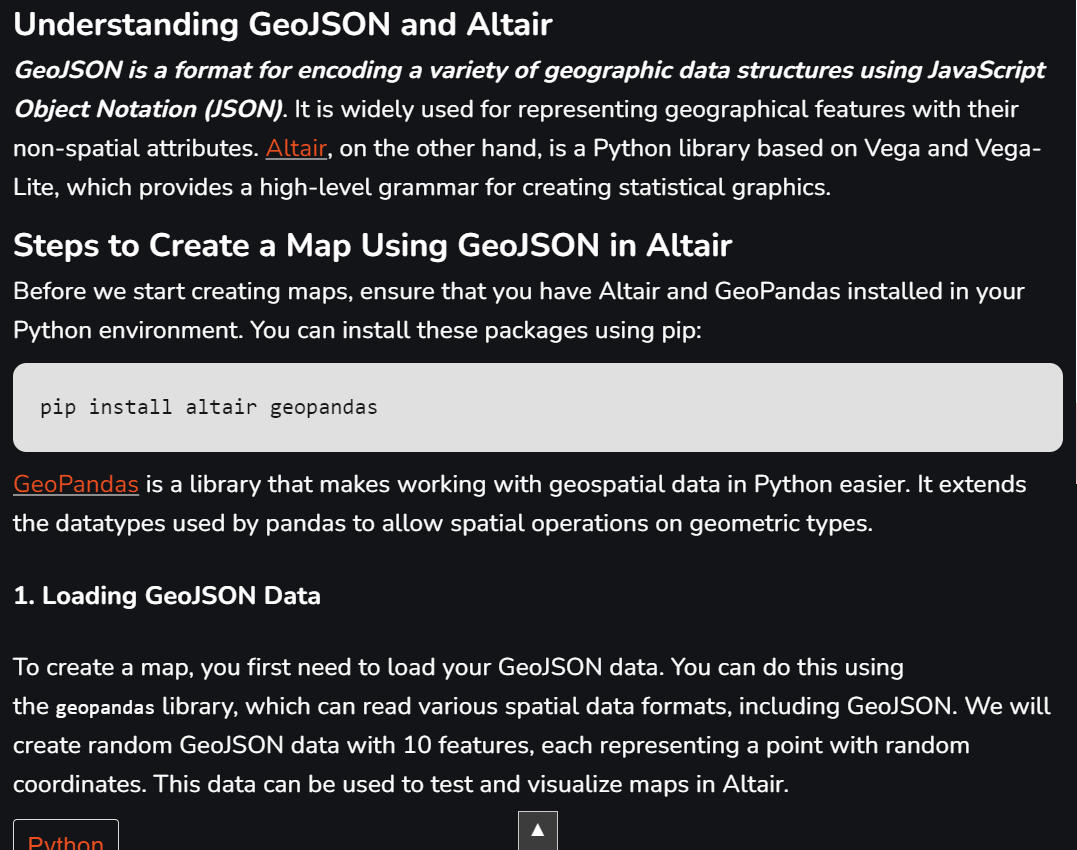 Understanding GeoJSON and Altair
GeoJSON is a format for encoding a variety of geographic data structures using JavaScript
Object Notation (JSON). It is widely used for representing geographical features with their
non-spatial attributes. Altair, on the other hand, is a Python library based on Vega and Vega-
Lite, which provides a high-level grammar for creating statistical graphics.
Steps to Create a Map Using GeoJSON in Altair
Before we start creating maps, ensure that you have Altair and GeoPandas installed in your
Python environment. You can install these packages using pip:
pip install altair geopandas
GeoPandas is a library that makes working with geospatial data in Python easier. It extends
the datatypes used by pandas to allow spatial operations on geometric types.
1. Loading GeoJSON Data
To create a map, you first need to load your GeoJSON data. You can do this using
the geopandas library, which can read various spatial data formats, including GeoJSON. We will
create random GeoJSON data with 10 features, each representing a point with random
coordinates. This data can be used to test and visualize maps in Altair.
Python